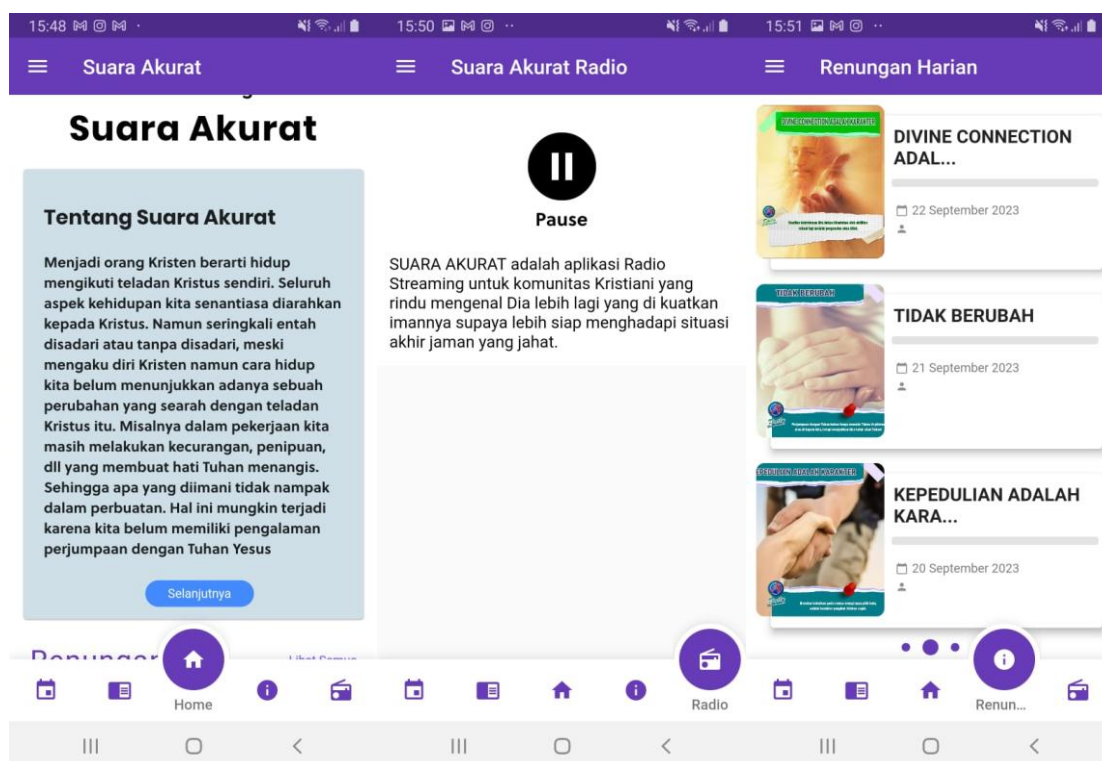 15:48
Suara Akurat
Suara Akurat
Tentang Suara Akurat
Menjadi orang Kristen berarti hidup
mengikuti teladan Kristus sendiri. Seluruh
aspek kehidupan kita senantiasa diarahkan
kepada Kristus. Namun seringkali entah
disadari atau tanpa disadari, meski
mengaku diri Kristen namun cara hidup
kita belum menunjukkan adanya sebuah
perubahan yang searah dengan teladan
Kristus itu. Misalnya dalam pekerjaan kita
masih melakukan kecurangan, penipuan,
dll yang membuat hati Tuhan menangis.
Sehingga apa yang diimani tidak nampak
dalam perbuatan. Hal ini mungkin terjadi
karena kita belum memiliki pengalaman
perjumpaan dengan Tuhan Yesus
Selanjutnya
Home
15:50
Suara Akurat Radio
Pause
SUARA AKURAT adalah aplikasi Radio
Streaming untuk komunitas Kristiani yang
rindu mengenal Dia lebih lagi yang di kuatkan
imannya supaya lebih siap menghadapi situasi
akhir jaman yang jahat.
Radio
15:51
Renungan Harian
DIVINE CONNECTION ADALAH KARAKTER
DIVINE CONNECTION
ADAL...
22 September 2023
TIDAK BERUBAH
TIDAK BERUBAH
21 September 2023
KEPEDULIAN ADALAH KARAKTER
KEPEDULIAN ADALAH
KARA...
20 September 2023
Renun...